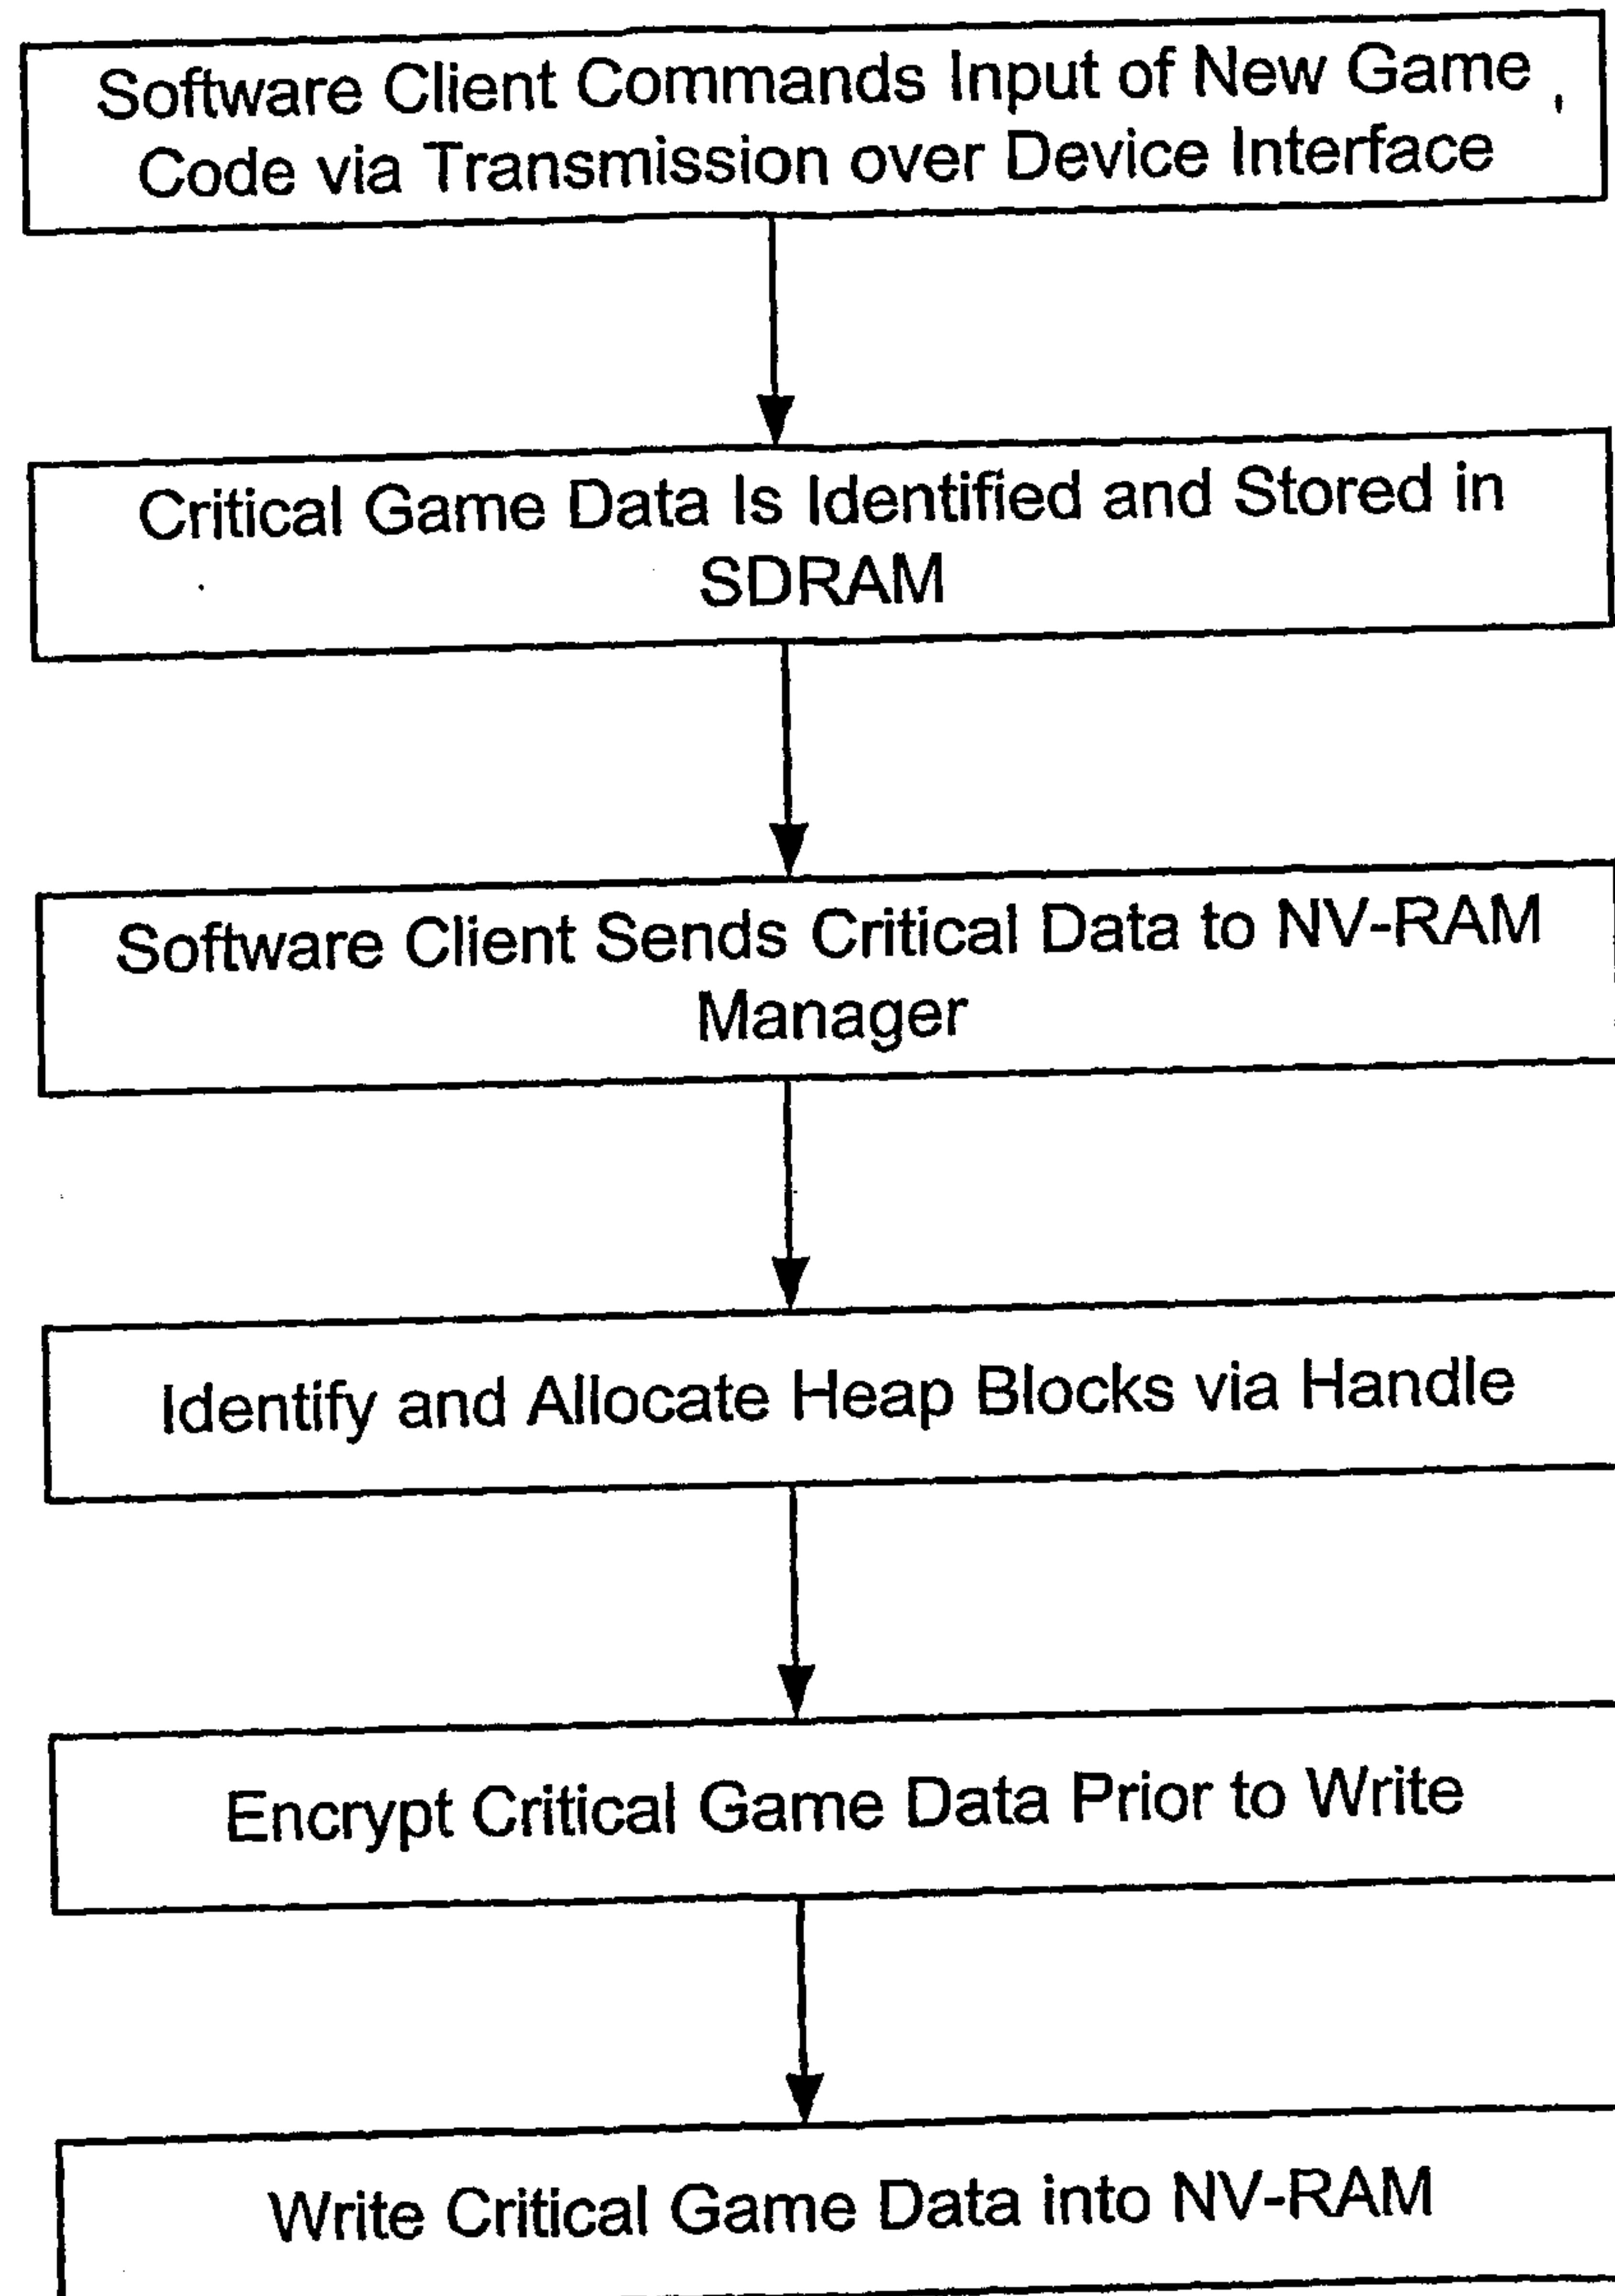 Software Client Commands Input of New Game
Code via Transmission over Device Interface
Critical Game Data Is Identified and Stored in
SDRAM
Software Client Sends Critical Data to NV-RAM
Manager
Identify and Allocate Heap Blocks via Handle
Encrypt Critical Game Data Prior to Write
Write Critical Game Data into NV-RAM